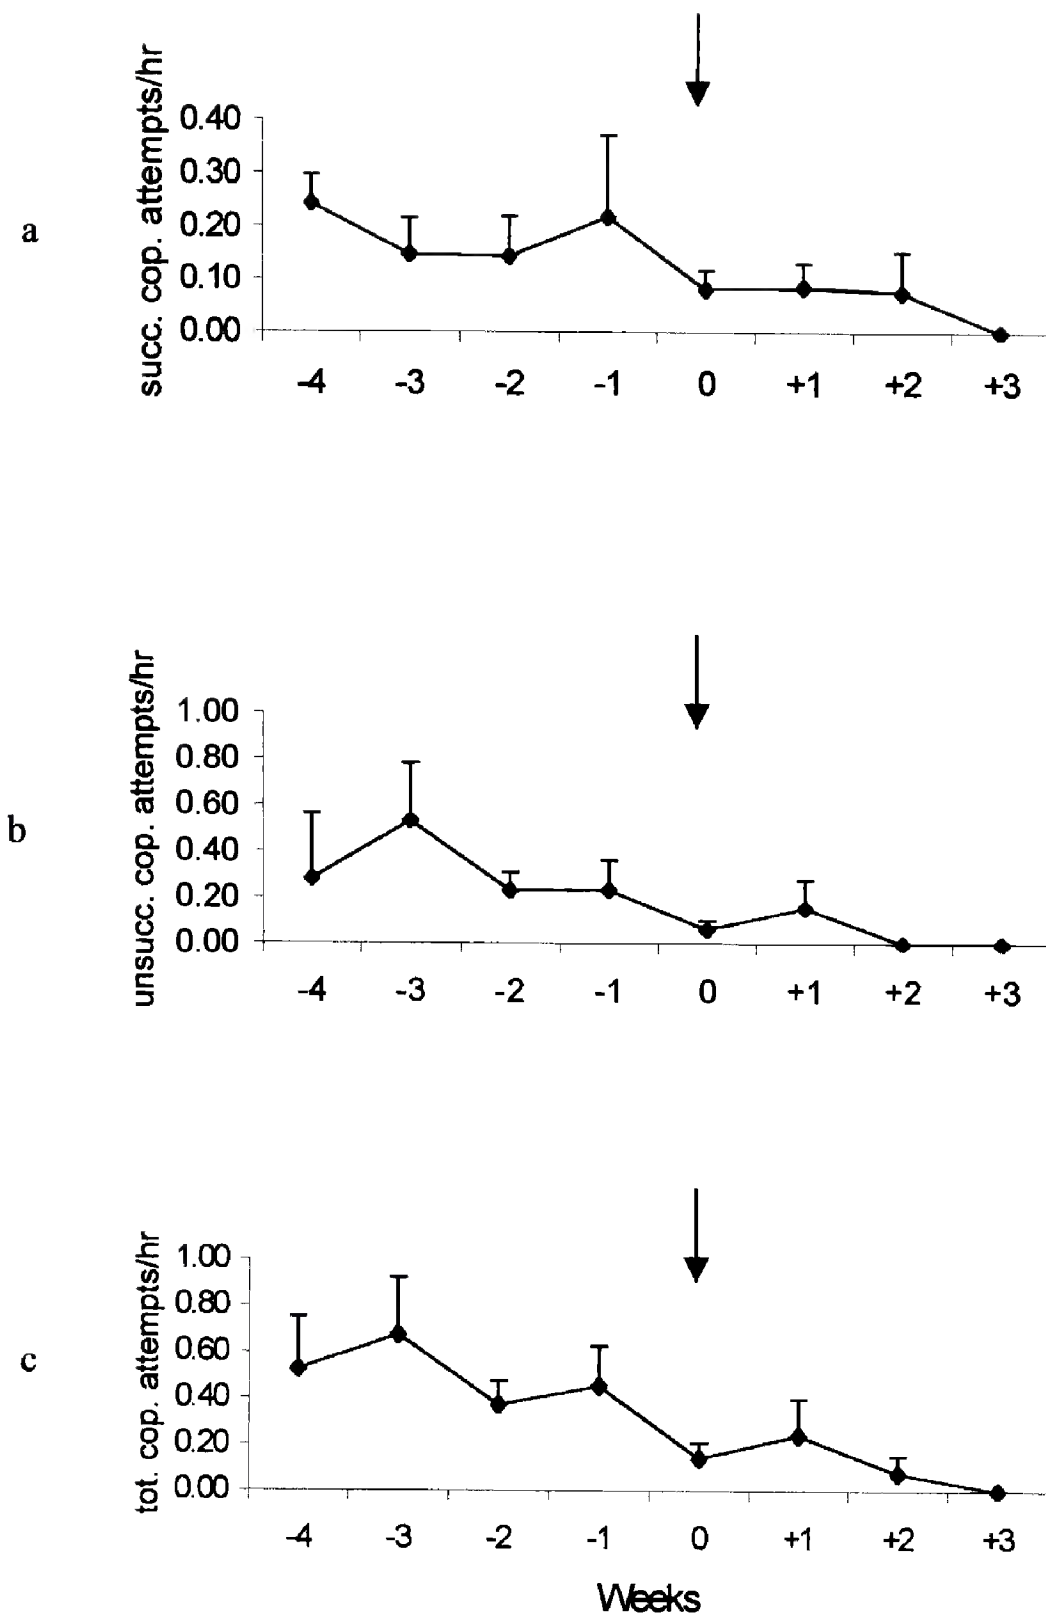 a
succ. cop. attempts/hr
0.40
0.30
0.20
0.10
0.00
-4 -3 -2 -1 0 +1 +2 +3
b
unsucc. cop. attempts/hr
1.00
0.80
0.60
0.40
0.20
0.00
-4 -3 -2 -1 0 +1 +2 +3
c
tot. cop. attempts/hr
1.00
0.80
0.60
0.40
0.20
0.00
-4 -3 -2 -1 0 +1 +2 +3
Weeks